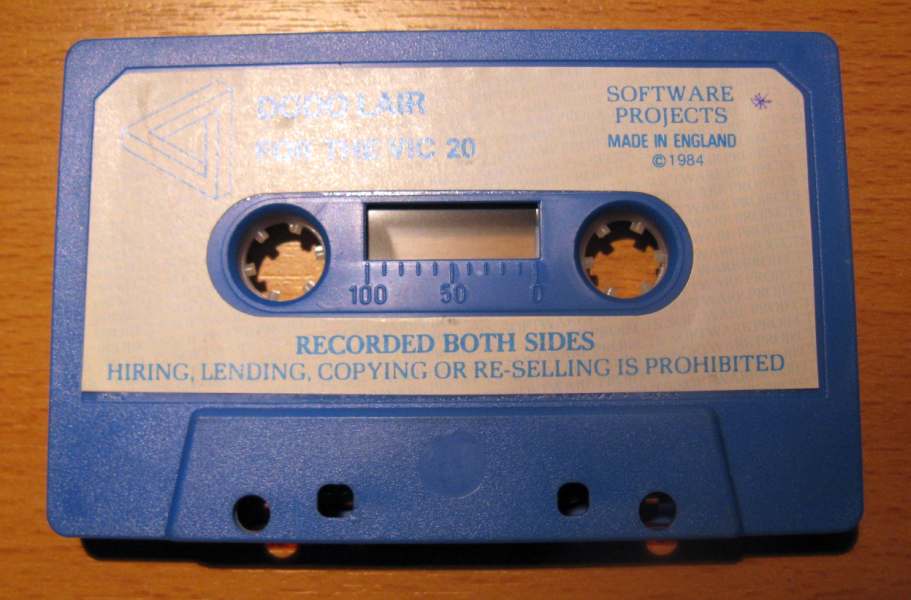 DODO LAIR
FOR THE VIC 20
SOFTWARE
PROJECTS
MADE IN ENGLAND
©1984
100 50 0
RECORDED BOTH SIDES
HIRING, LENDING, COPYING OR RE-SELLING IS PROHIBITED